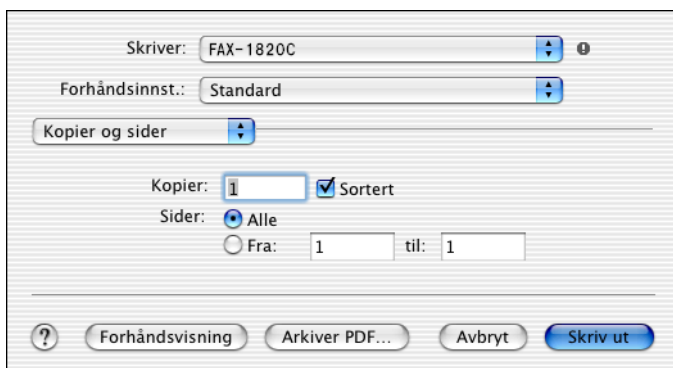 Skriver: FAX-1820C
Forhåndsinnst.: Standard
Kopier og sider
Kopier: 1 Sortert
Sider: Alle
Fra: 1 til: 1
? Forhåndsvisning Arkiver PDF... Avbryt Skriv ut